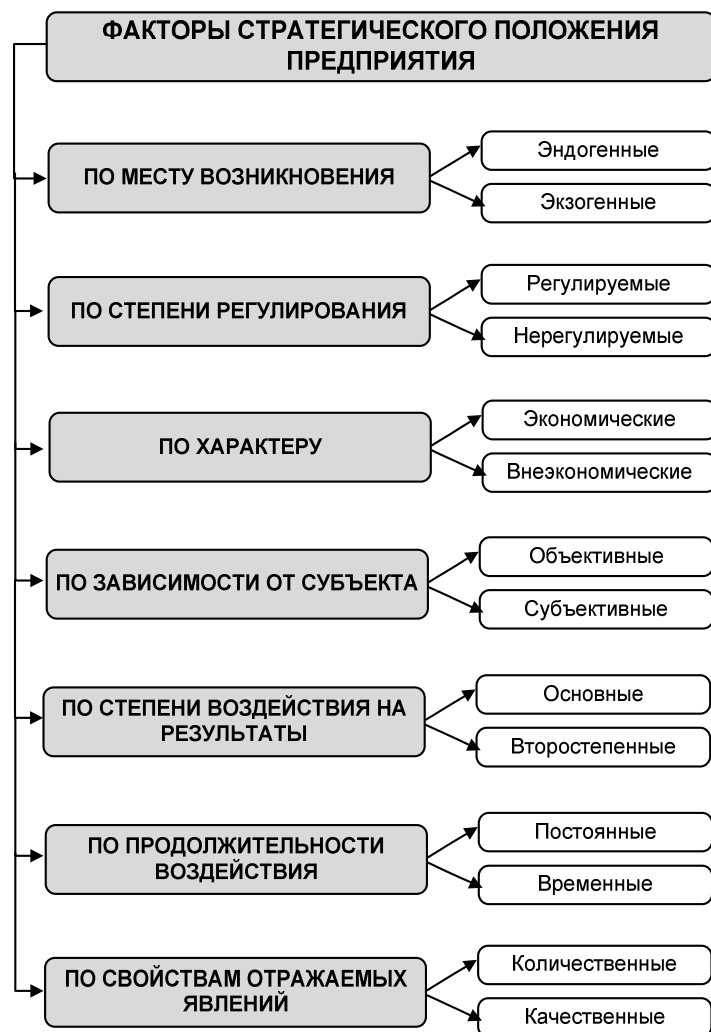 ФАКТОРЫ СТРАТЕГИЧЕСКОГО ПОЛОЖЕНИЯ
ПРЕДПРИЯТИЯ
ПО МЕСТУ ВОЗНИКНОВЕНИЯ
Эндогенные
Экзогенные
ПО СТЕПЕНИ РЕГУЛИРОВАНИЯ
Регулируемые
Нерегулируемые
ПО ХАРАКТЕРУ
Экономические
Внеэкономические
ПО ЗАВИСИМОСТИ ОТ СУБЪЕКТА
Объективные
Субъективные
ПО СТЕПЕНИ ВОЗДЕЙСТВИЯ НА
РЕЗУЛЬТАТЫ
Основные
Второстепенные
ПО ПРОДОЛЖИТЕЛЬНОСТИ
ВОЗДЕЙСТВИЯ
Постоянные
Временные
ПО СВОЙСТВАМ ОТРАЖАЕМЫХ
ЯВЛЕНИЙ
Количественные
Качественные